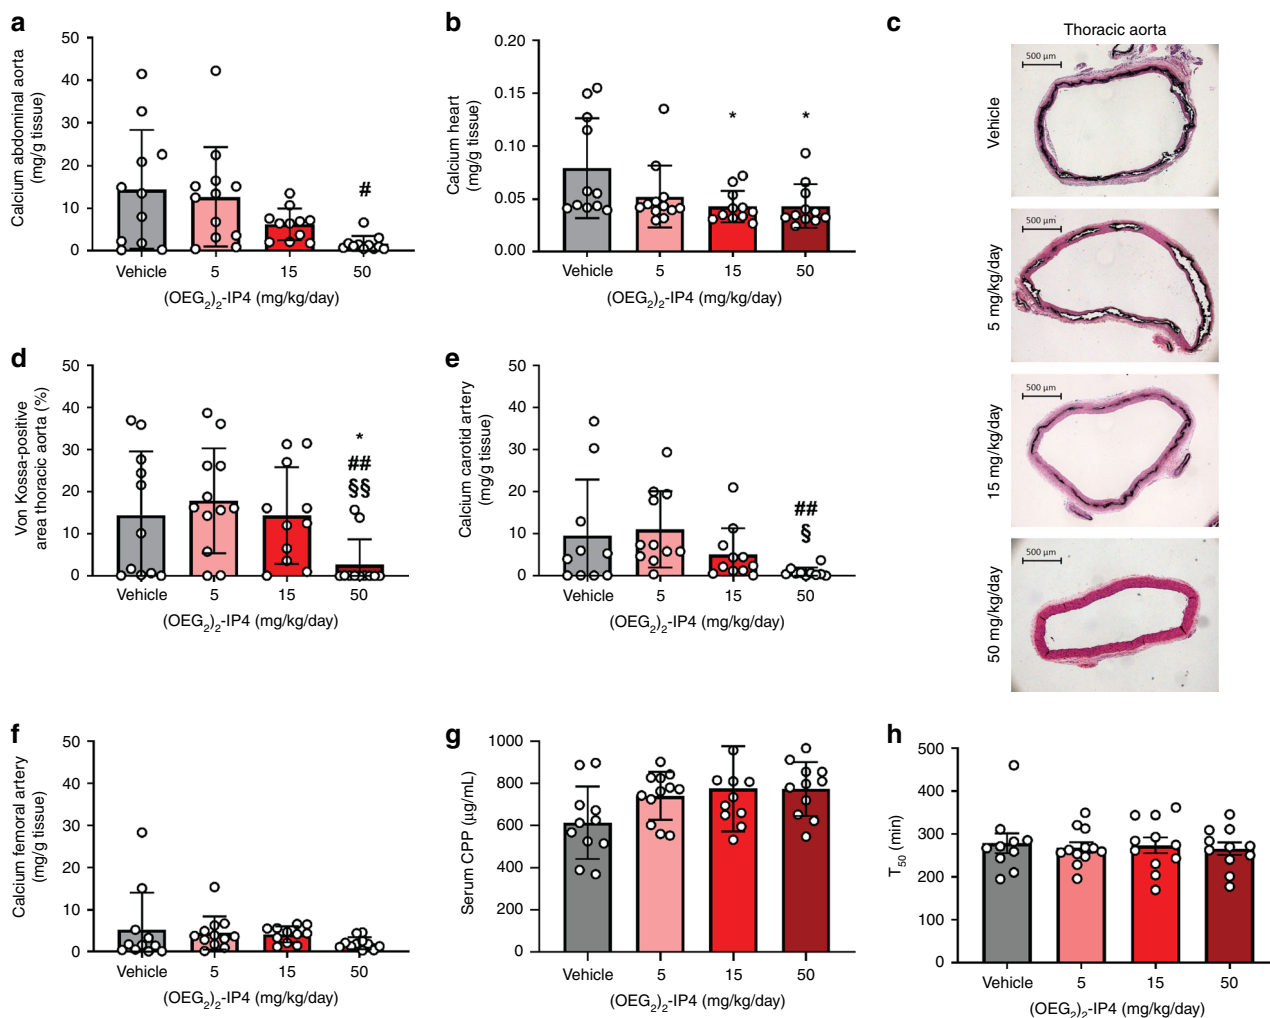 a
Calcium abdominal aorta
(mg/g tissue)
50
40
30
20
10
0
#
Vehicle
5
15
50
(OEG₂)₂-IP4 (mg/kg/day)
b
Calcium heart
(mg/g tissue)
0.20
0.15
0.10
0.05
0.00
*
*
Vehicle
5
15
50
(OEG₂)₂-IP4 (mg/kg/day)
c
Thoracic aorta
Vehicle
500 µm
5 mg/kg/day
500 µm
15 mg/kg/day
500 µm
50 mg/kg/day
500 µm
d
Von Kossa-positive
area thoracic aorta (%)
50
40
30
20
10
0
*
##
§§
Vehicle
5
15
50
(OEG₂)₂-IP4 (mg/kg/day)
e
Calcium carotid artery
(mg/g tissue)
50
40
30
20
10
0
##
§
Vehicle
5
15
50
(OEG₂)₂-IP4 (mg/kg/day)
f
Calcium femoral artery
(mg/g tissue)
50
40
30
20
10
0
Vehicle
5
15
50
(OEG₂)₂-IP4 (mg/kg/day)
g
Serum CPP (µg/mL)
1000
800
600
400
200
0
Vehicle
5
15
50
(OEG₂)₂-IP4 (mg/kg/day)
h
T₅₀ (min)
500
400
300
200
100
0
Vehicle
5
15
50
(OEG₂)₂-IP4 (mg/kg/day)